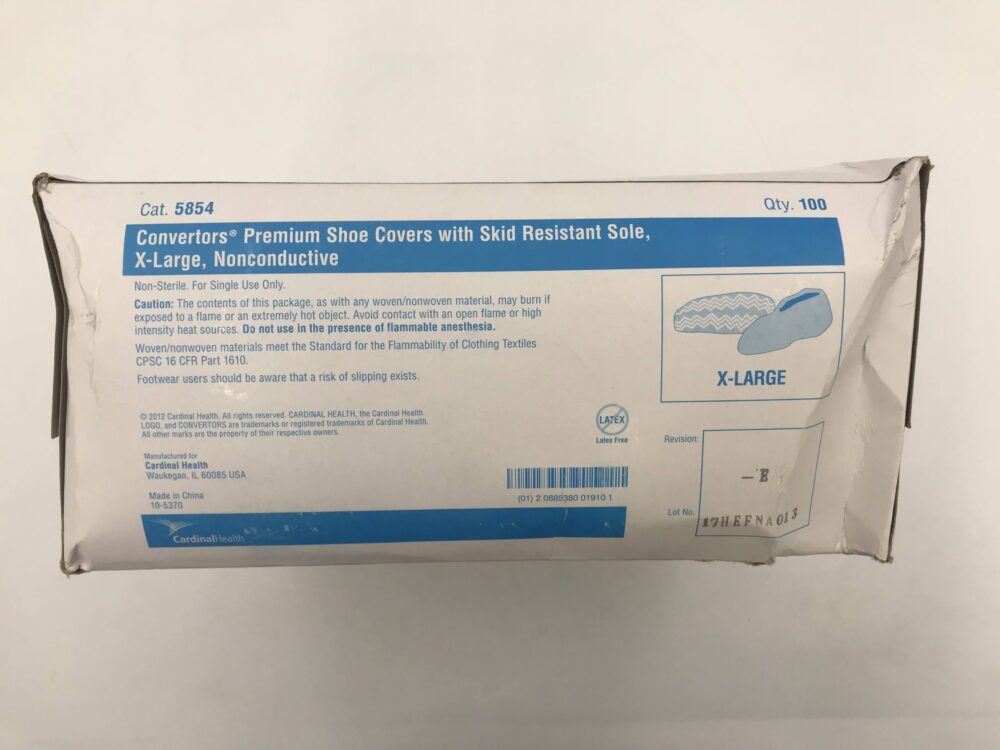 Cat. 5854
Qty. 100
Convertors® Premium Shoe Covers with Skid Resistant Sole,
X-Large, Nonconductive
Non-Sterile. For Single Use Only.
Caution: The contents of this package, as with any woven/nonwoven material, may burn if
exposed to a flame or an extremely hot object. Avoid contact with an open flame or high
intensity heat sources. Do not use in the presence of flammable anesthesia.
Woven/nonwoven materials meet the Standard for the Flammability of Clothing Textiles
CPSC 16 CFR Part 1610.
Footwear users should be aware that a risk of slipping exists.
X-LARGE
© 2012 Cardinal Health. All rights reserved. CARDINAL HEALTH, the Cardinal Health
LOGO, and CONVERTORS are trademarks or registered trademarks of Cardinal Health.
All other marks are the property of their respective owners.
LATEX
Latex Free
Manufactured for
Cardinal Health
Waukegan, IL 60085 USA
Made in China
10-5370
(01) 2 0885380 01910 1
Revision:
–E
Lot No.
17HEFNA013
CardinalHealth